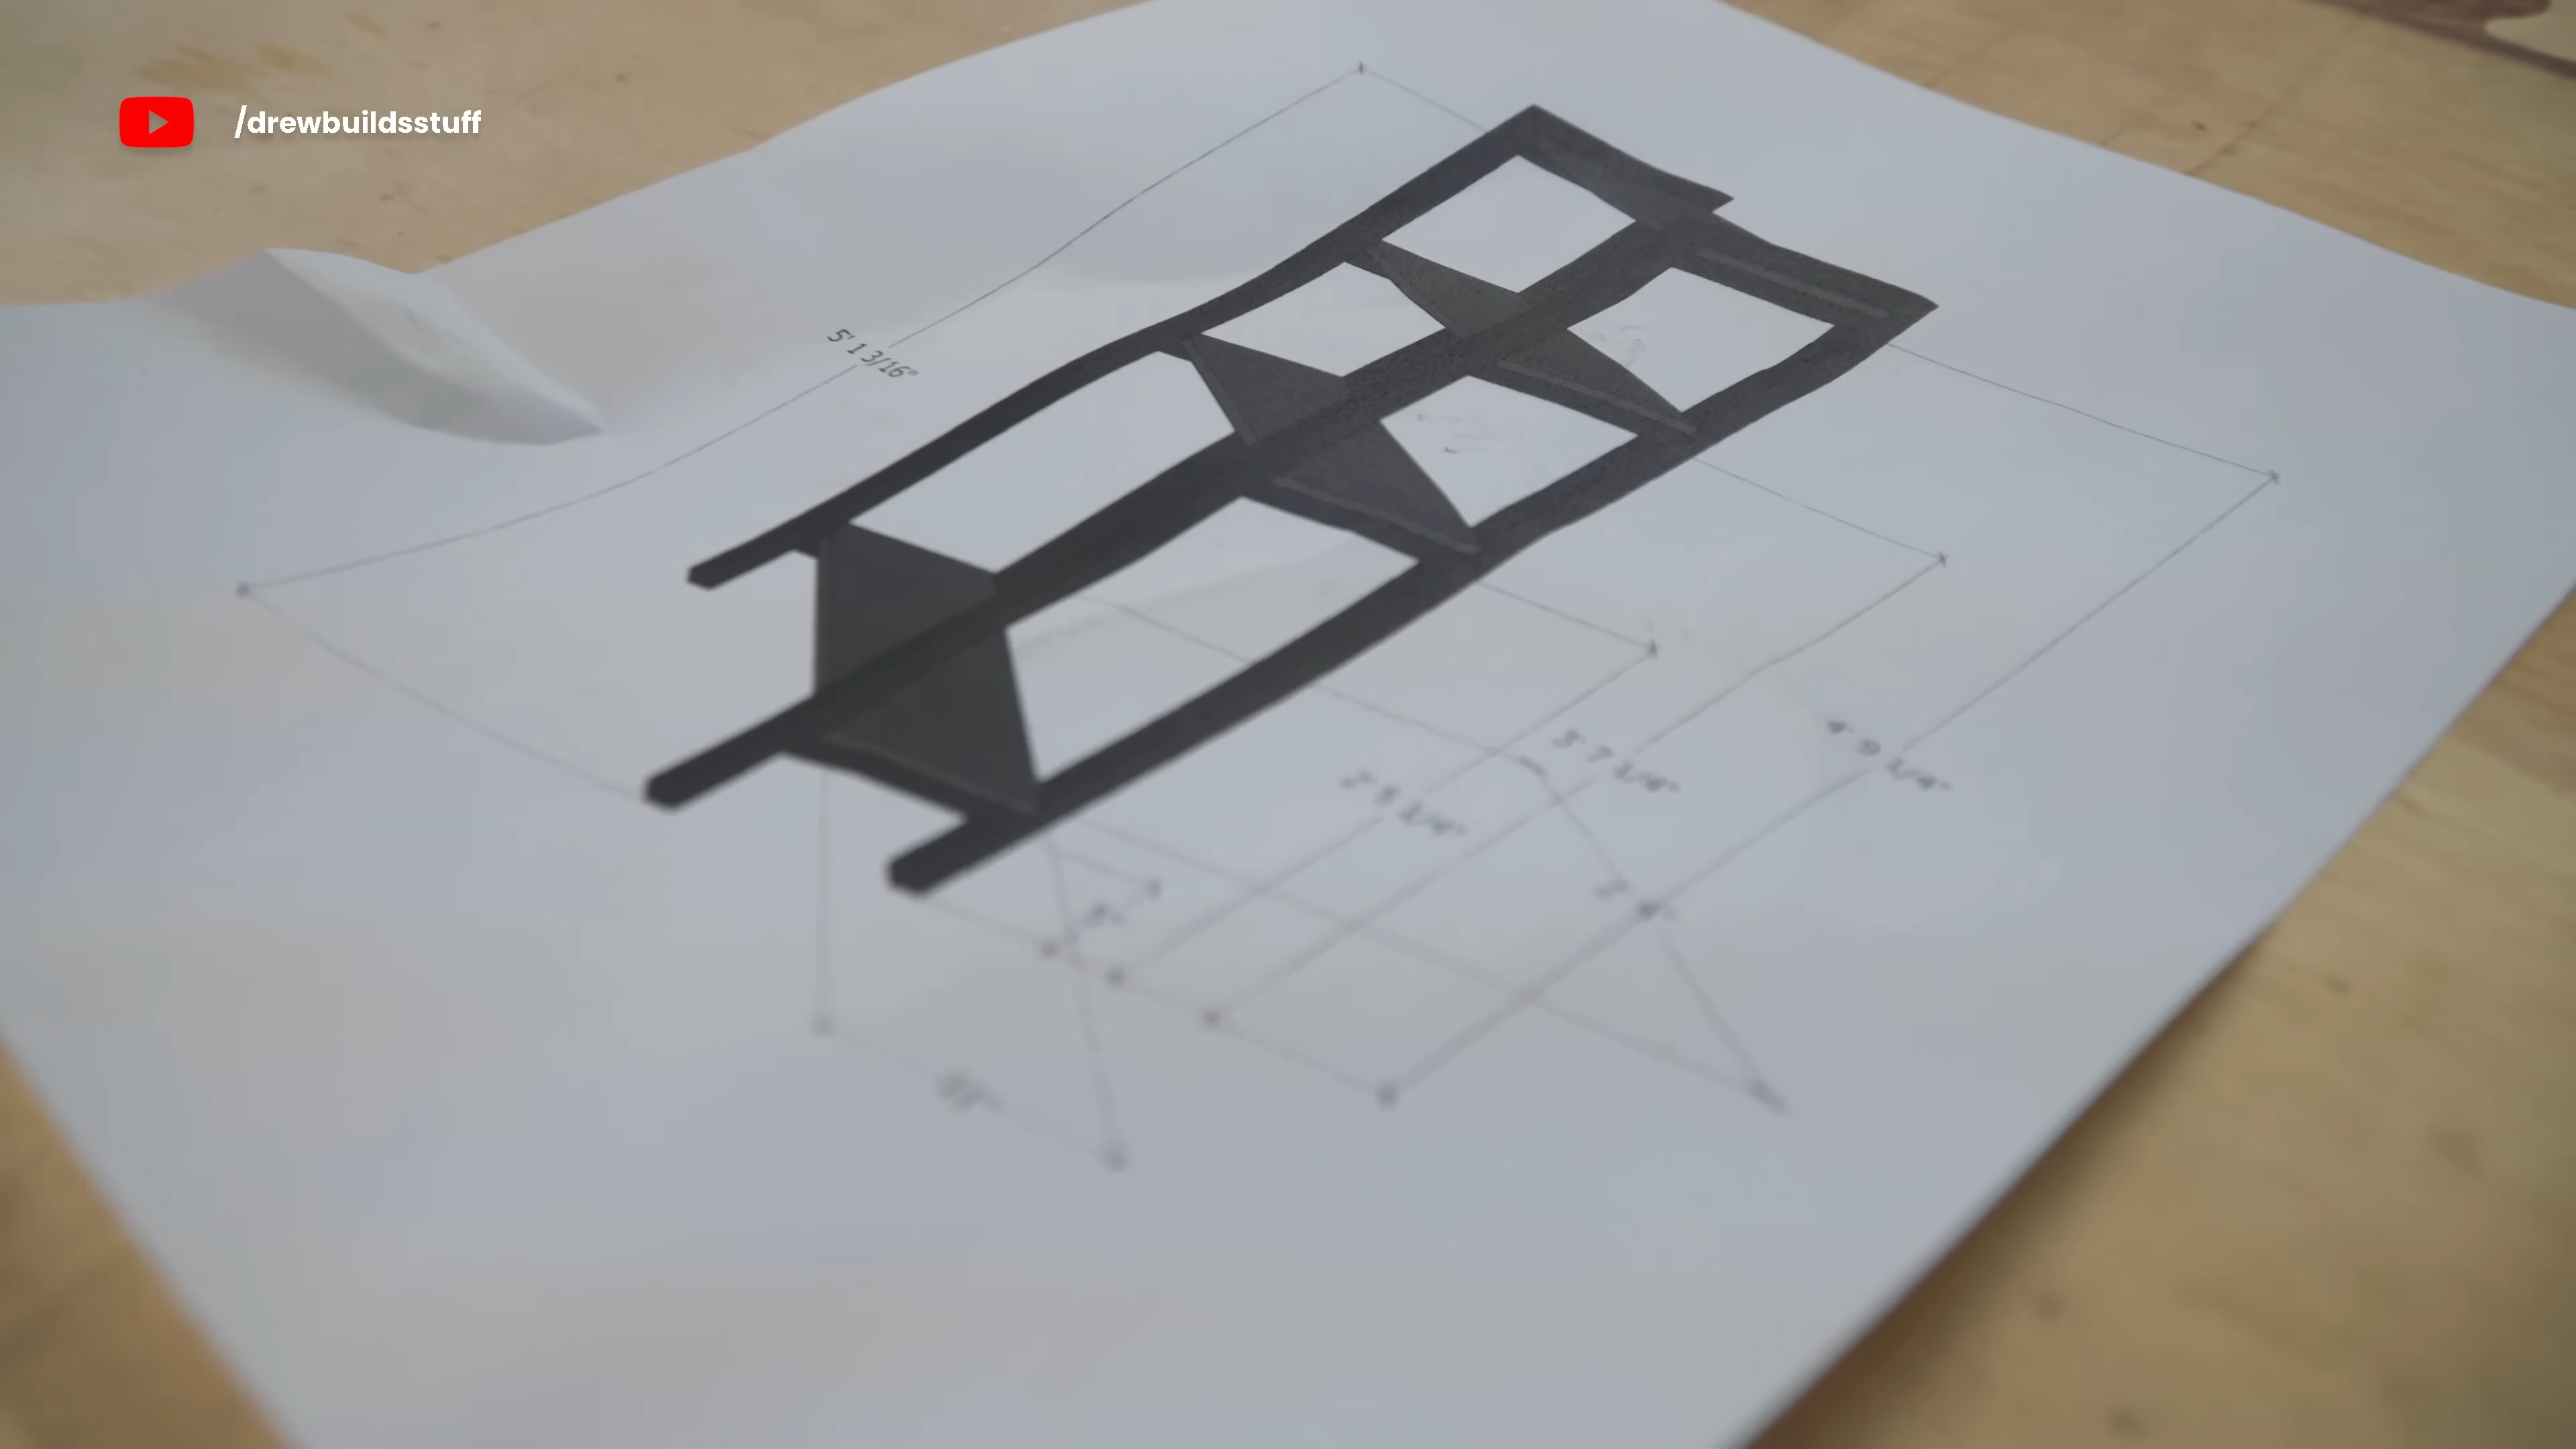 /drewbuildsstuff
5' 1 3/16"
3' 7 1/4"
4' 9 1/4"
2' 5 1/4"